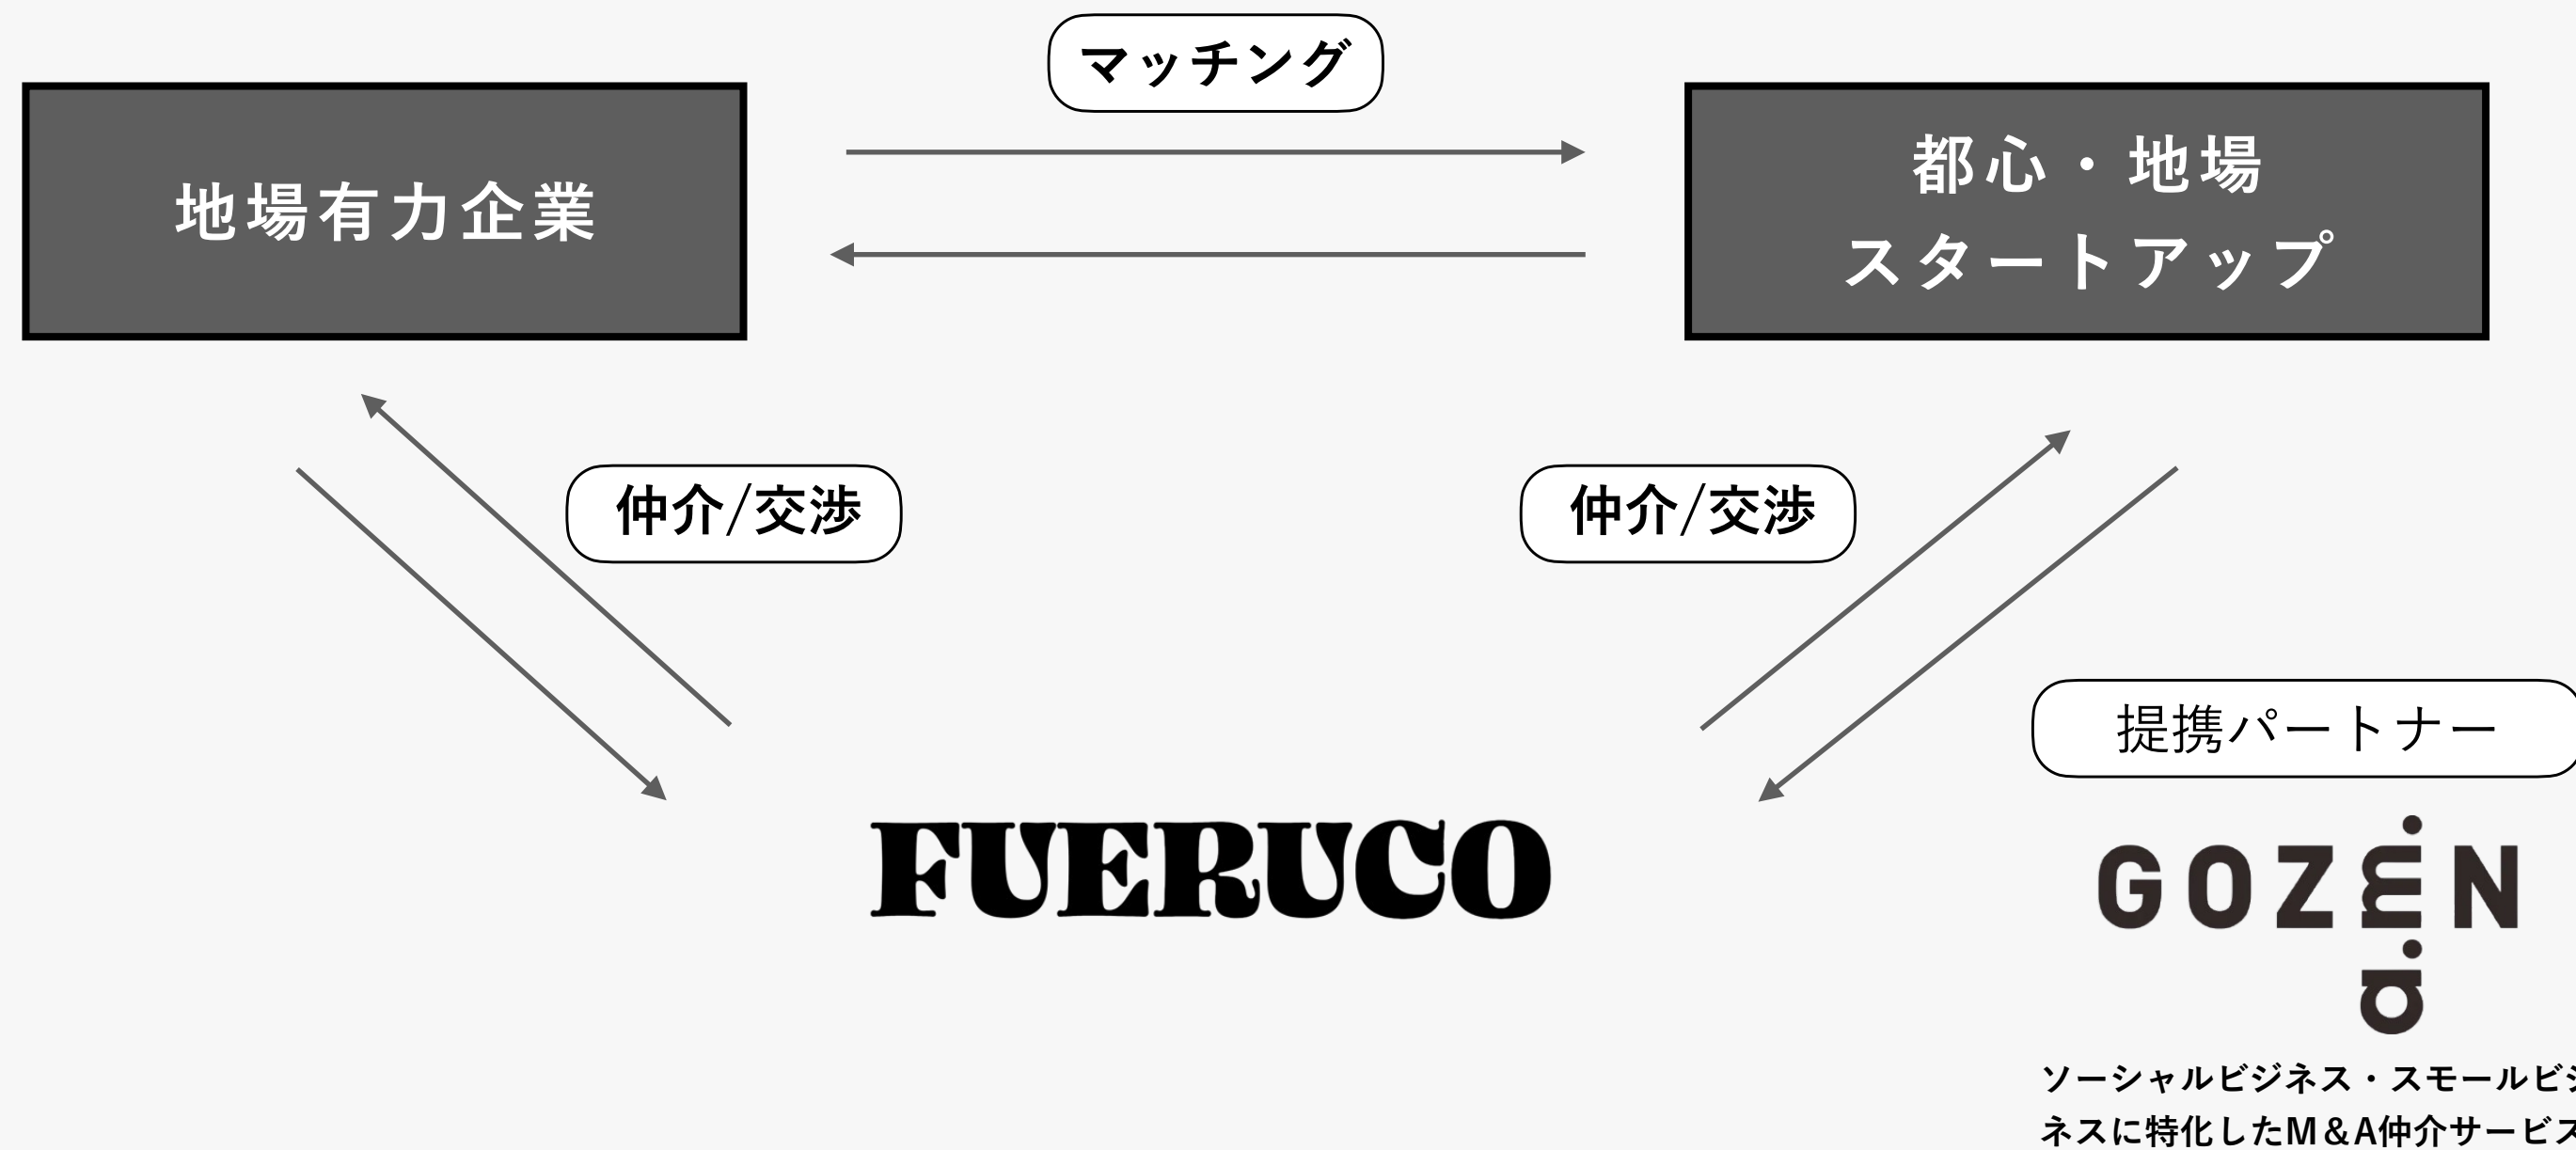 マッチング
地場有力企業
都心・地場
スタートアップ
仲介/交渉
仲介/交渉
提携パートナー
FUERUCO
GOZEN
a.m.
ソーシャルビジネス・スモールビジ
ネスに特化したM＆A仲介サービス